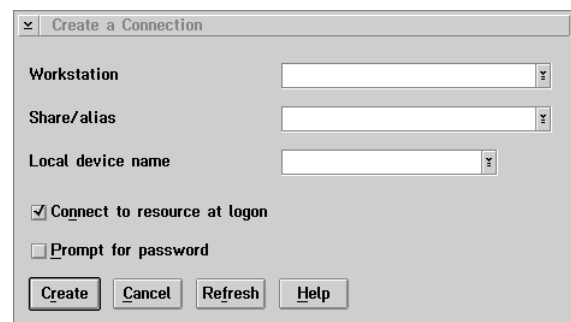 Create a Connection
Workstation
Share/alias
Local device name
Connect to resource at logon
Prompt for password
Create Cancel Refresh Help